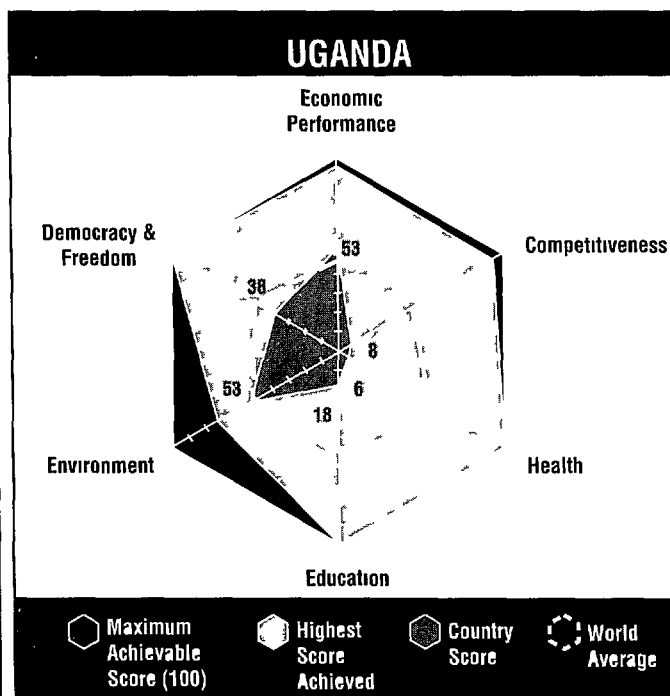 UGANDA
Economic
Performance
Democracy &
Freedom
Competitiveness
53
38
8
53
6
18
Environment
Health
Education
Maximum
Achievable
Score (100)
Highest
Score
Achieved
Country
Score
World
Average